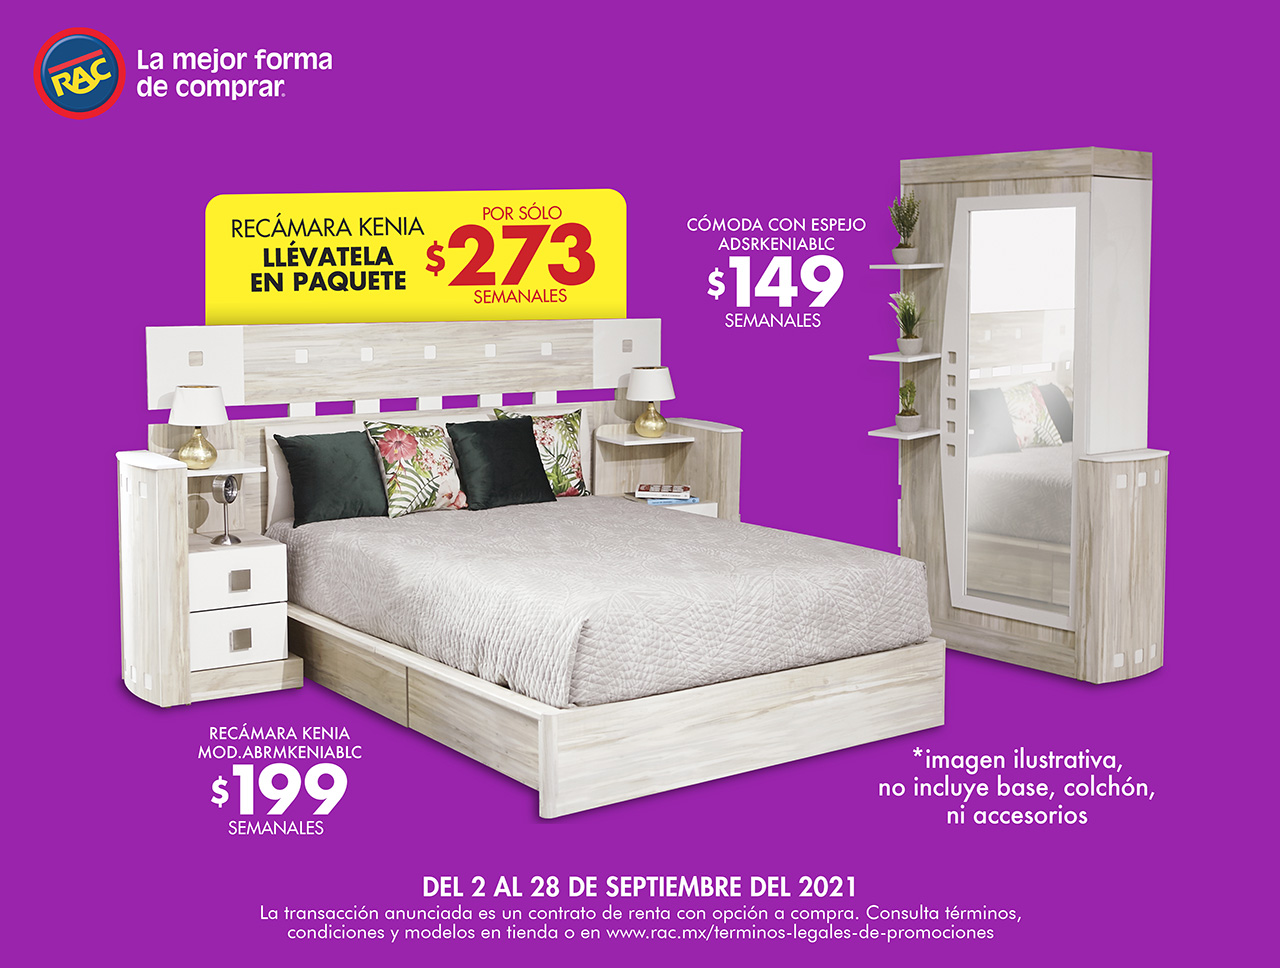 RAC
La mejor forma
de comprar.
RECÁMARA KENIA
LLÉVATELA
EN PAQUETE
POR SÓLO
$273
SEMANALES
CÓMODA CON ESPEJO
ADSRKENIABLC
$149
SEMANALES
RECÁMARA KENIA
MOD.ABRMKENIABLC
$199
SEMANALES
*imagen ilustrativa,
no incluye base, colchón,
ni accesorios
DEL 2 AL 28 DE SEPTIEMBRE DEL 2021
La transacción anunciada es un contrato de renta con opción a compra. Consulta términos,
condiciones y modelos en tienda o en www.rac.mx/terminos-legales-de-promociones